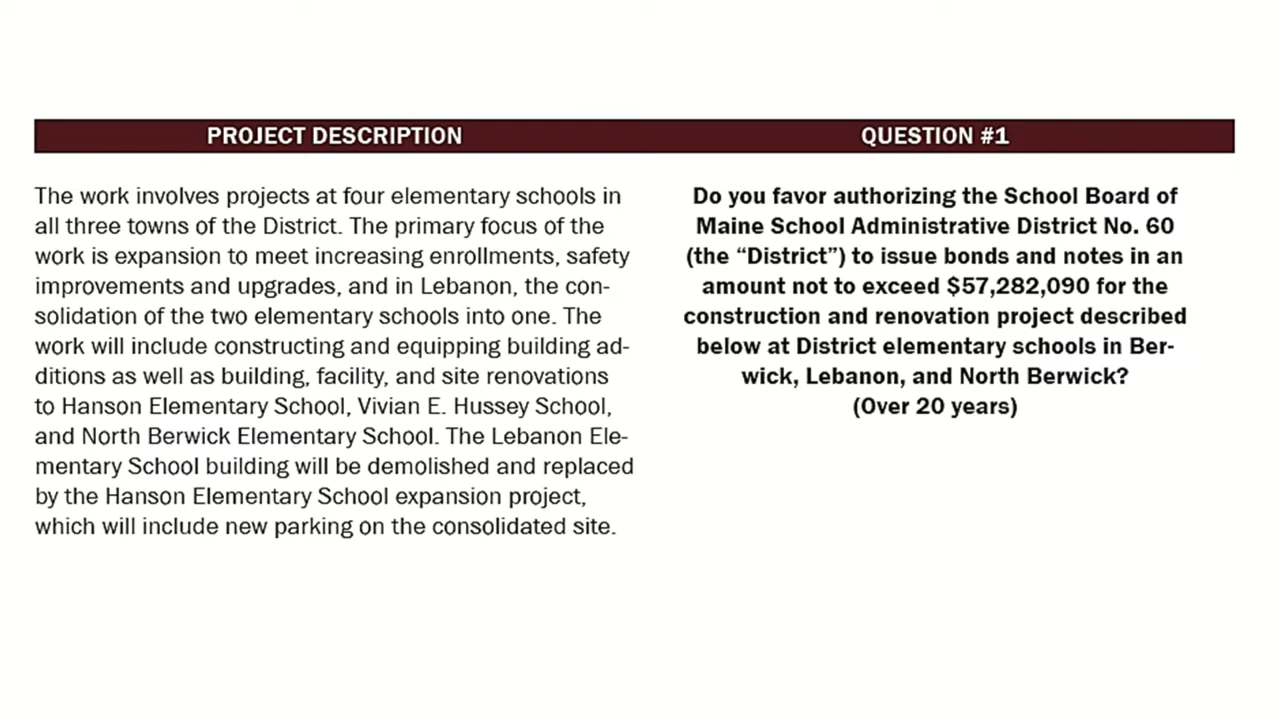 PROJECT DESCRIPTION
The work involves projects at four elementary schools in
all three towns of the District. The primary focus of the
work is expansion to meet increasing enrollments, safety
improvements and upgrades, and in Lebanon, the con-
solidation of the two elementary schools into one. The
work will include constructing and equipping building ad-
ditions as well as building, facility, and site renovations
to Hanson Elementary School, Vivian E. Hussey School,
and North Berwick Elementary School. The Lebanon Ele-
mentary School building will be demolished and replaced
by the Hanson Elementary School expansion project,
which will include new parking on the consolidated site.
QUESTION #1
Do you favor authorizing the School Board of
Maine School Administrative District No. 60
(the “District”) to issue bonds and notes in an
amount not to exceed $57,282,090 for the
construction and renovation project described
below at District elementary schools in Ber-
wick, Lebanon, and North Berwick?
(Over 20 years)